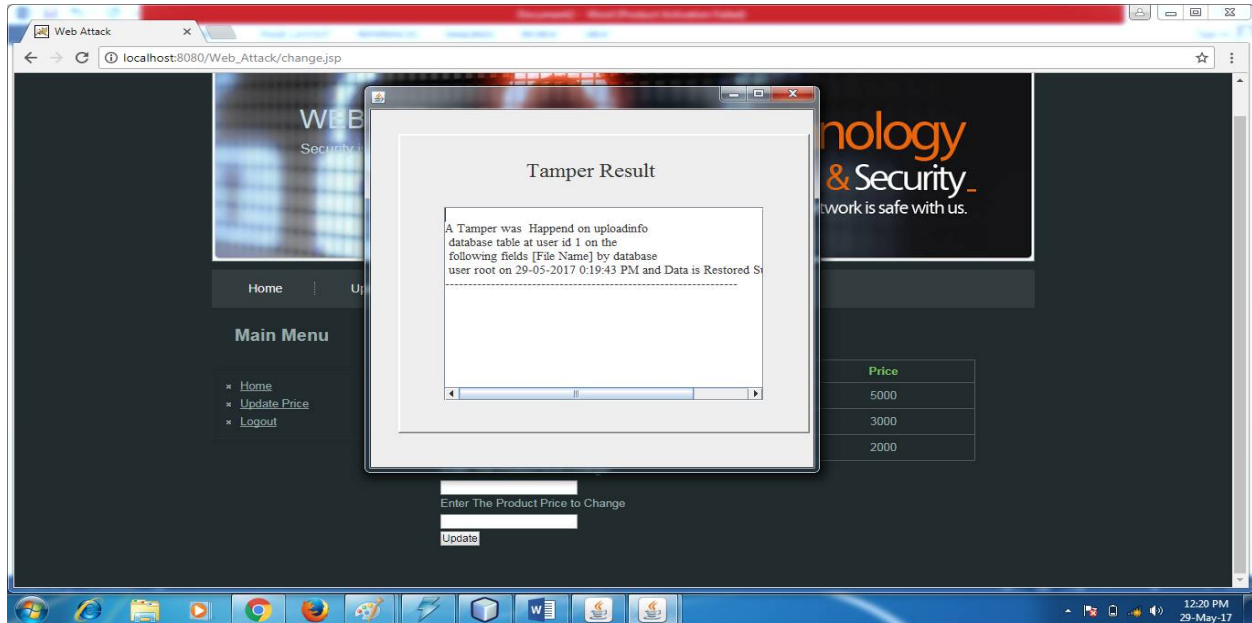 Web Attack
localhost:8080/Web_Attack/change.jsp
WEB
Security
nology
& Security_
twork is safe with us.
Tamper Result
A Tamper was Happend on uploadinfo
database table at user id 1 on the
following fields [File Name] by database
user root on 29-05-2017 0:19:43 PM and Data is Restored
-----------------------------------------------------------------
Home
Main Menu
Home
Update Price
Logout
Price
5000
3000
2000
Enter The Product Price to Change
Update
12:20 PM
29-May-17